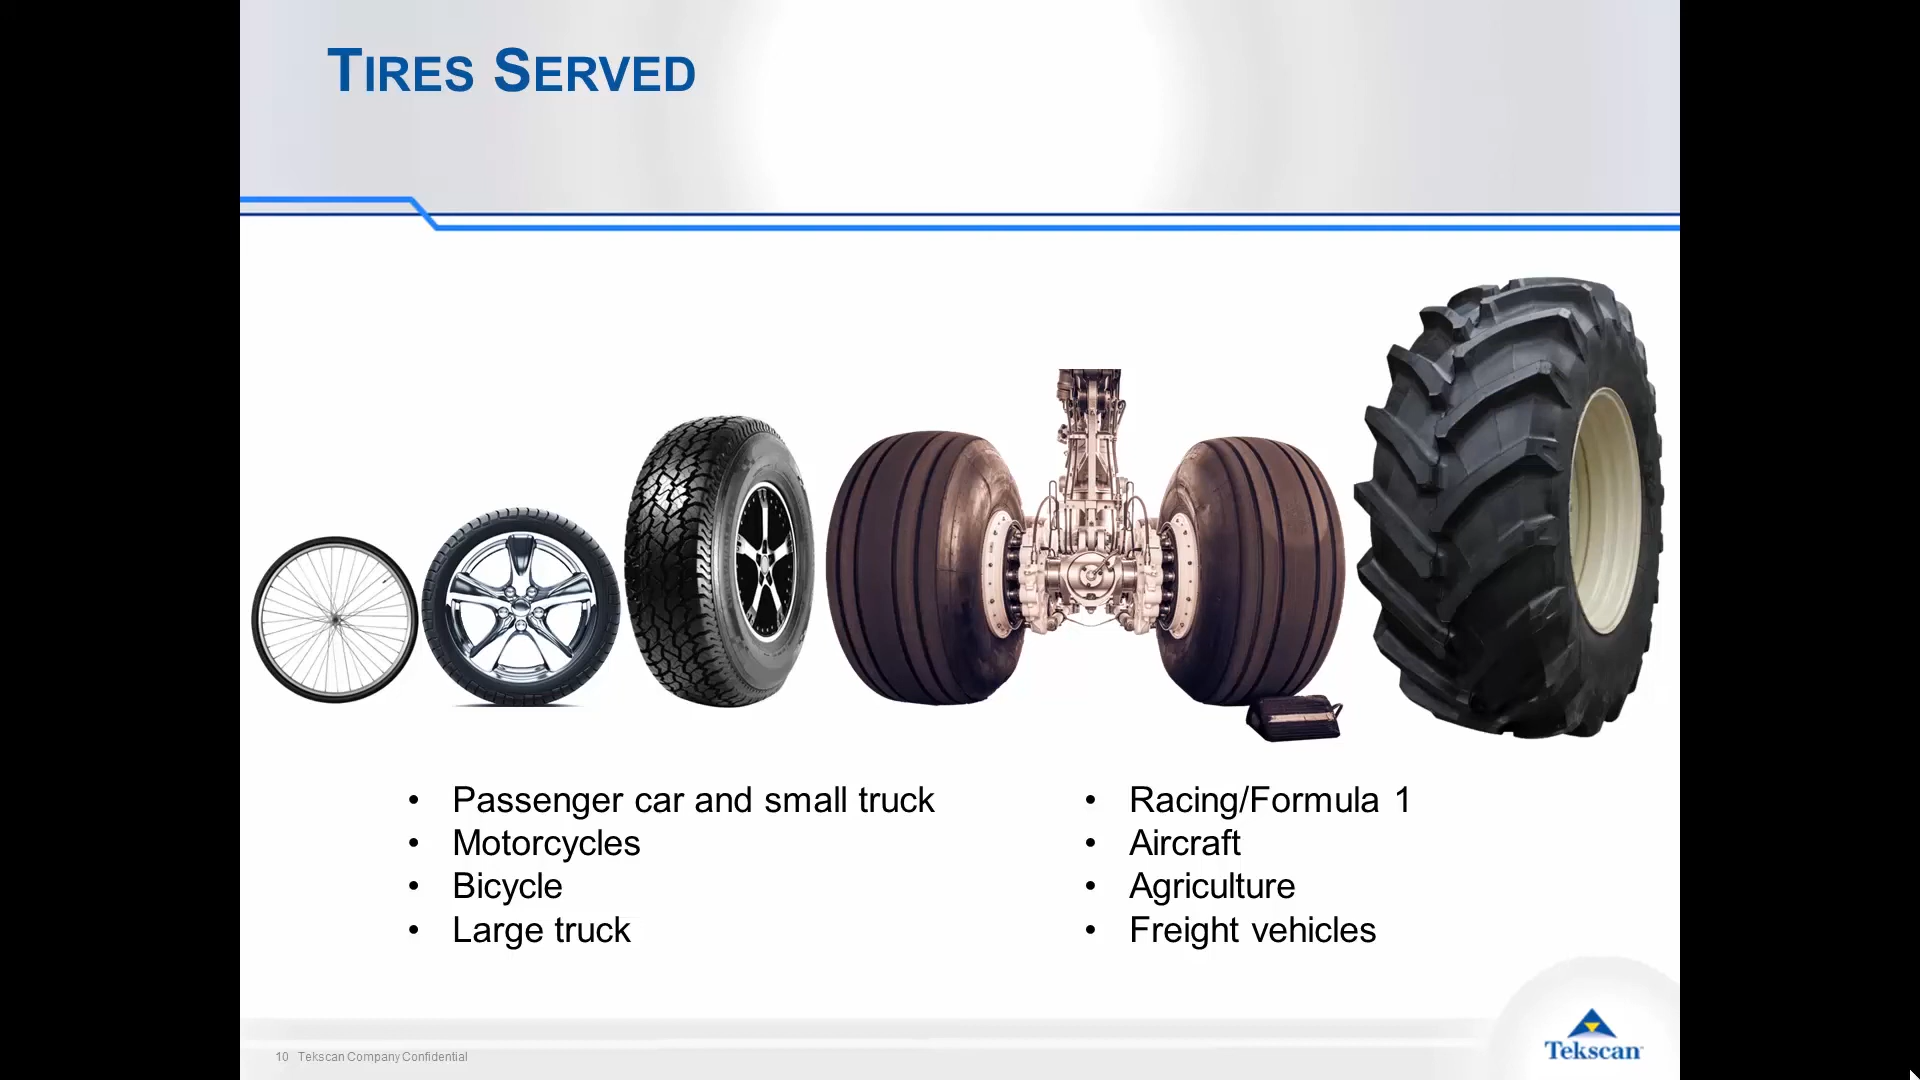 TIRES SERVED
• Passenger car and small truck
• Motorcycles
• Bicycle
• Large truck
• Racing/Formula 1
• Aircraft
• Agriculture
• Freight vehicles
10 Tekscan Company Confidential
Tekscan